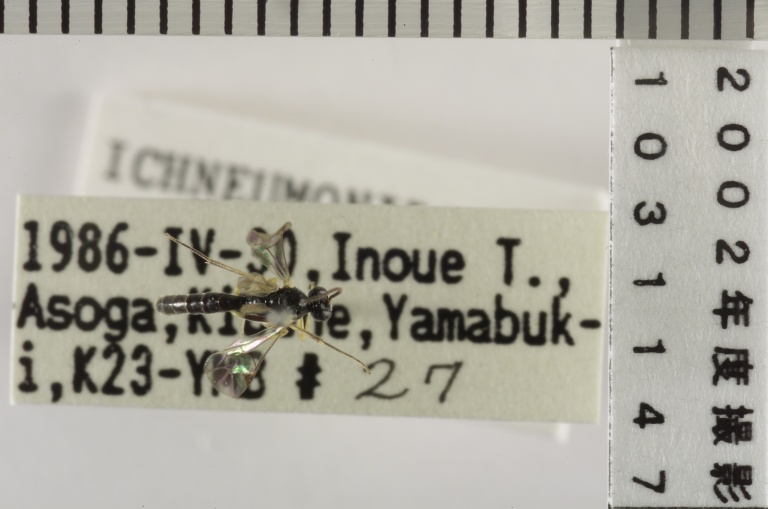 ICHNEUMONI
1986-IV-30, Inoue T.,
Asoga, Yamabuk-
i, K23- # 27
2002年度撮影
1031147